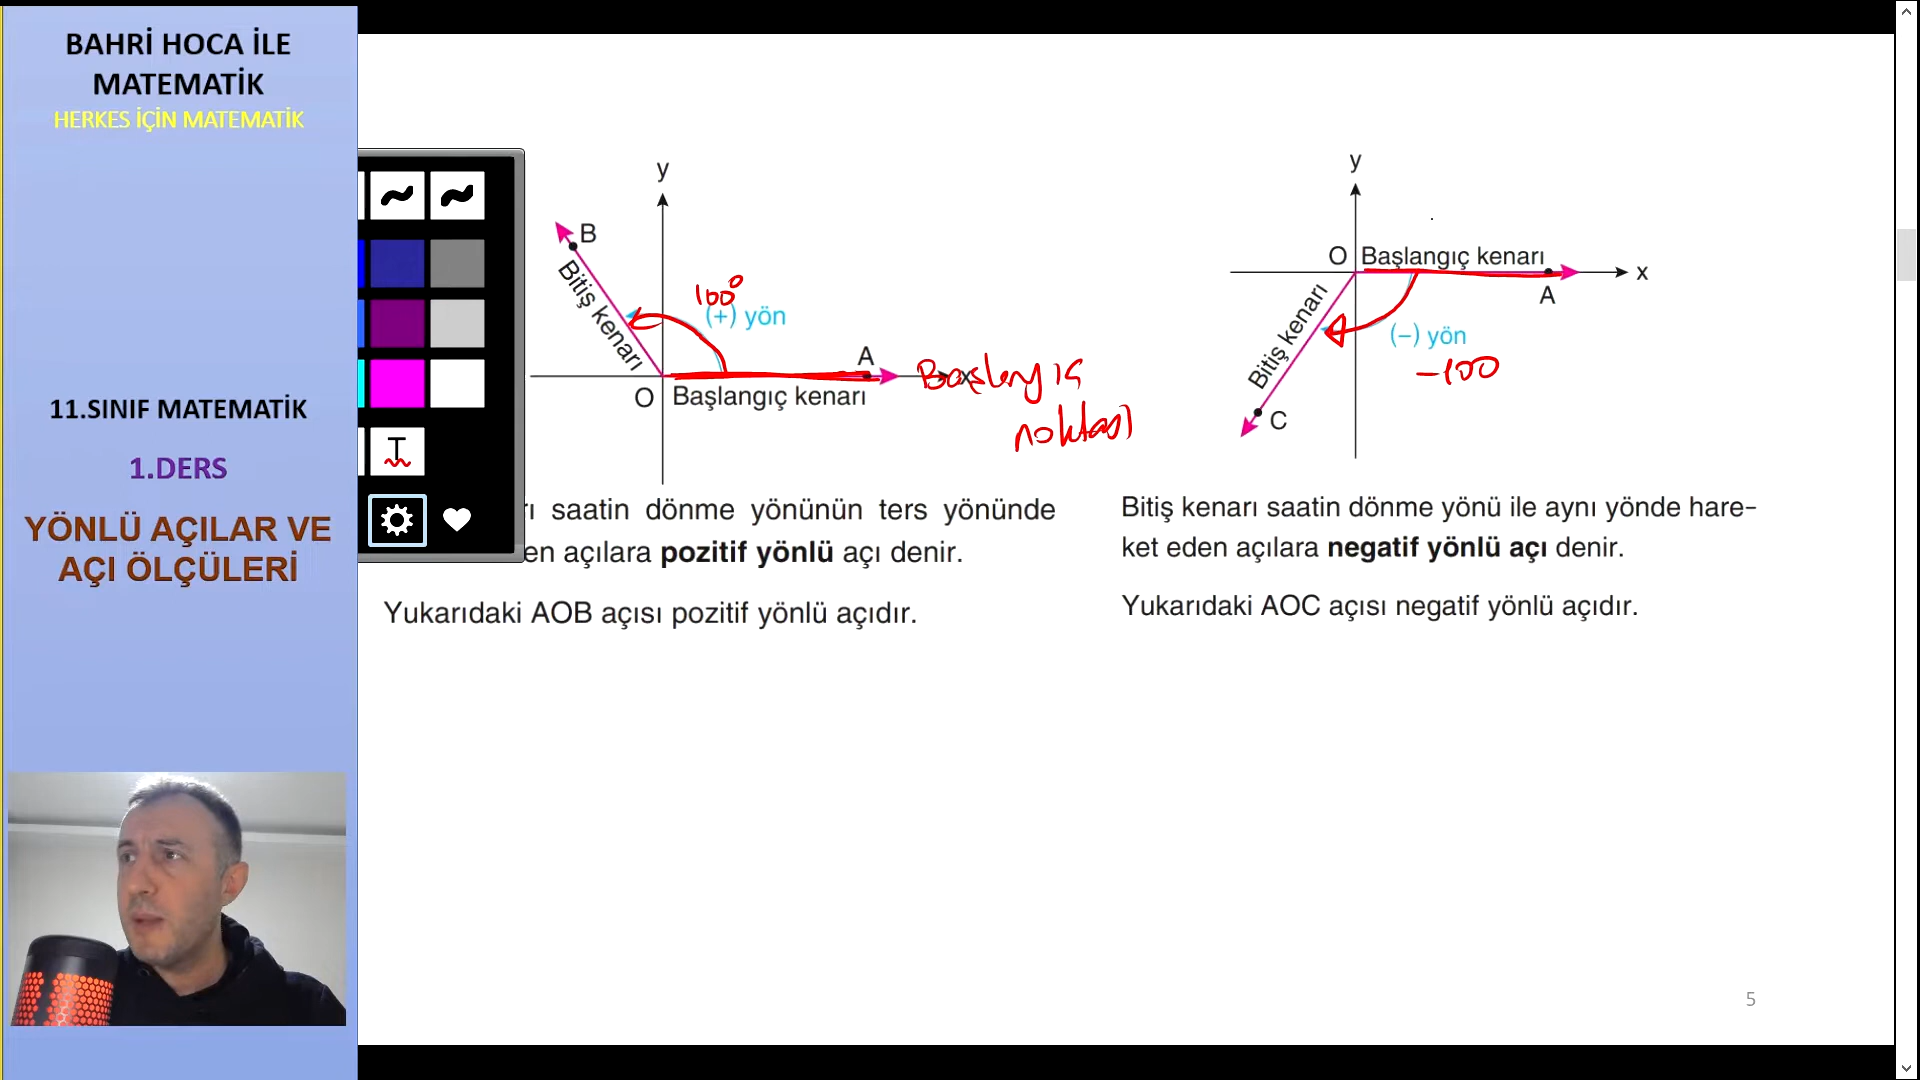 BAHRİ HOCA İLE
MATEMATİK
HERKES İÇİN MATEMATİK
11.SINIF MATEMATİK
1.DERS
YÖNLÜ AÇILAR VE
AÇI ÖLÇÜLERİ
T
y
B
Bitiş kenarı
100°
(+) yön
A
x
O
Başlangıç kenarı
Başlangıç
noktası
saatin dönme yönünün ters yönünde
en açılara pozitif yönlü açı denir.
Yukarıdaki AOB açısı pozitif yönlü açıdır.
y
O
Başlangıç kenarı
x
A
Bitiş kenarı
(−) yön
−100
C
Bitiş kenarı saatin dönme yönü ile aynı yönde hare-
ket eden açılara negatif yönlü açı denir.
Yukarıdaki AOC açısı negatif yönlü açıdır.
5